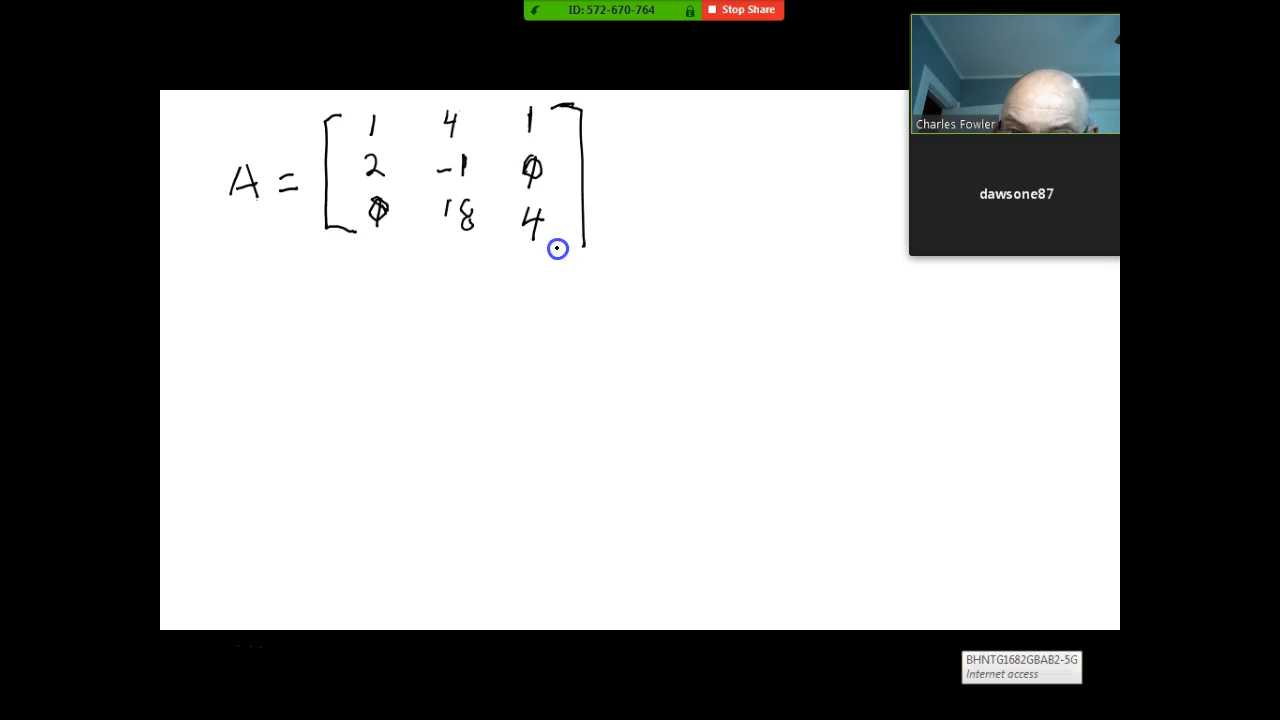 ID: 572-670-764 Stop Share
Charles Fowler
dawsone87
A = [ 1 4 1
2 -1 0
0 18 4 ]
BHNTG1682GBAB2-5G
Internet access